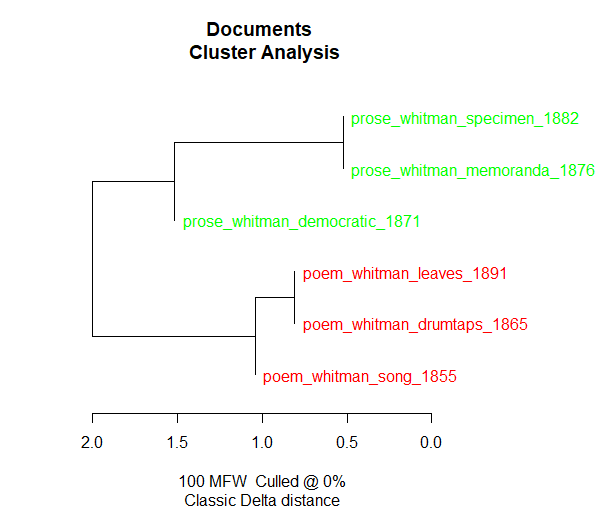 Documents
Cluster Analysis
prose_whitman_specimen_1882
prose_whitman_memoranda_1876
prose_whitman_democratic_1871
poem_whitman_leaves_1891
poem_whitman_drumtaps_1865
poem_whitman_song_1855
2.0 1.5 1.0 0.5 0.0
100 MFW Culled @ 0%
Classic Delta distance